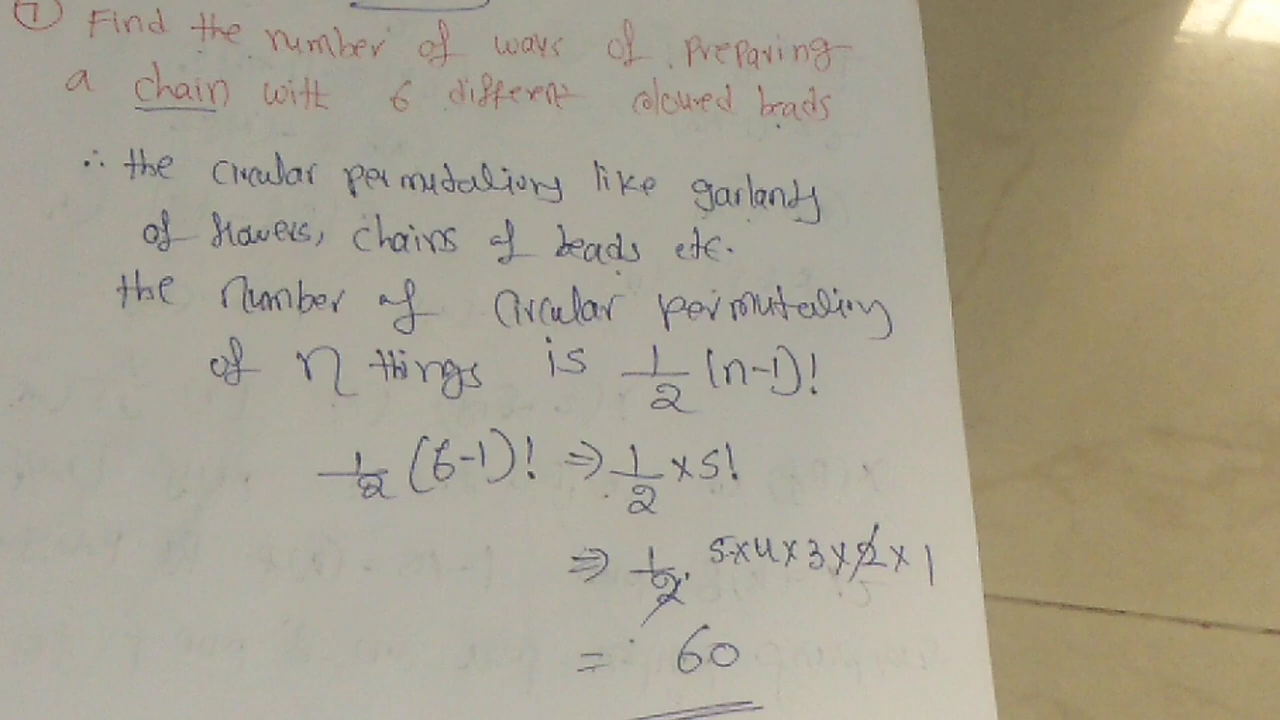 ⑦ Find the number of ways of preparing
a chain with 6 different coloured beads
∴ the circular permutations like garlands
of flowers, chains of beads etc.
the number of circular permutations
of n things is 1/2 (n-1)!
1/2 (6-1)! ⇒ 1/2 × 5!
⇒ 1/2 . 5×4×3×2×1
= 60